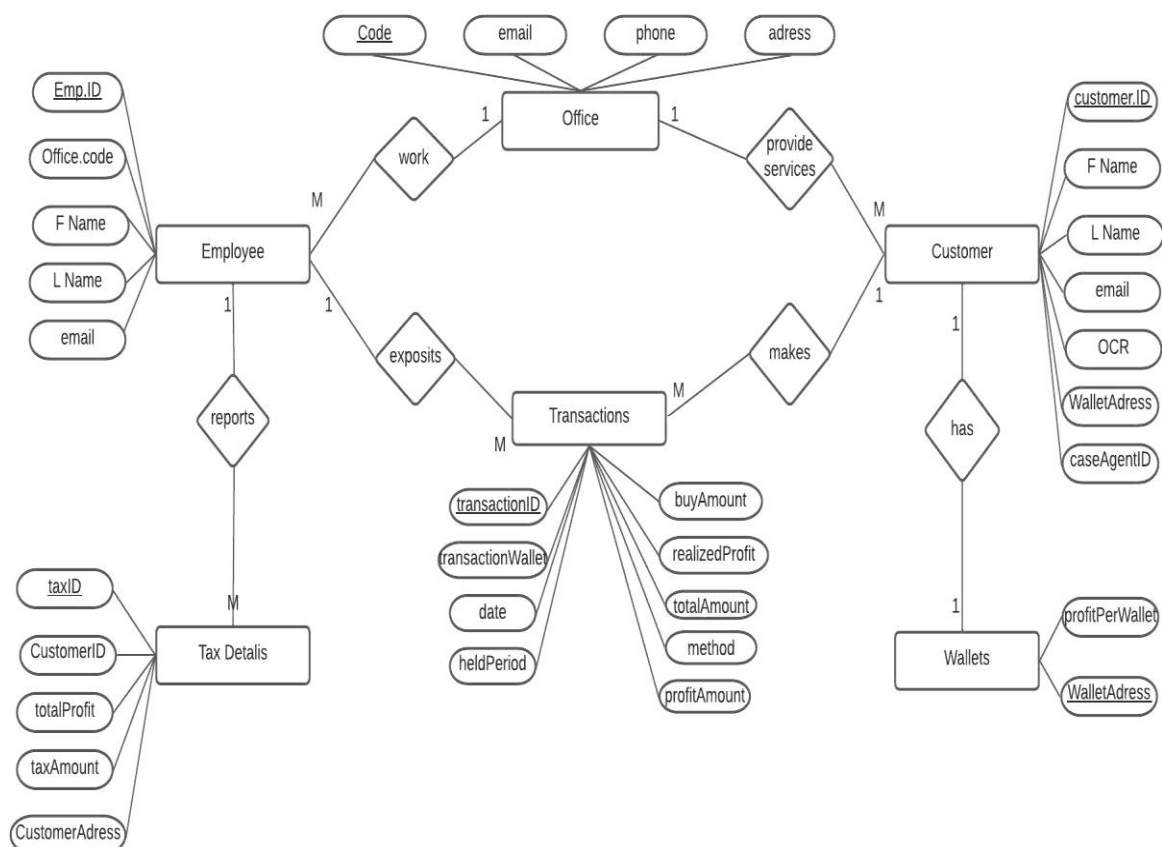 Code
email
phone
adress
Emp.ID
Office.code
F Name
L Name
email
Employee
1
M
work
1
Office
1
provide
services
M
customer.ID
F Name
L Name
email
OCR
WalletAdress
caseAgentID
Customer
1
1
exposits
M
Transactions
M
makes
1
1
reports
M
has
1
transactionID
transactionWallet
date
heldPeriod
buyAmount
realizedProfit
totalAmount
method
profitAmount
taxID
CustomerID
totalProfit
taxAmount
CustomerAdress
Tax Detalis
Wallets
profitPerWallet
WalletAdress